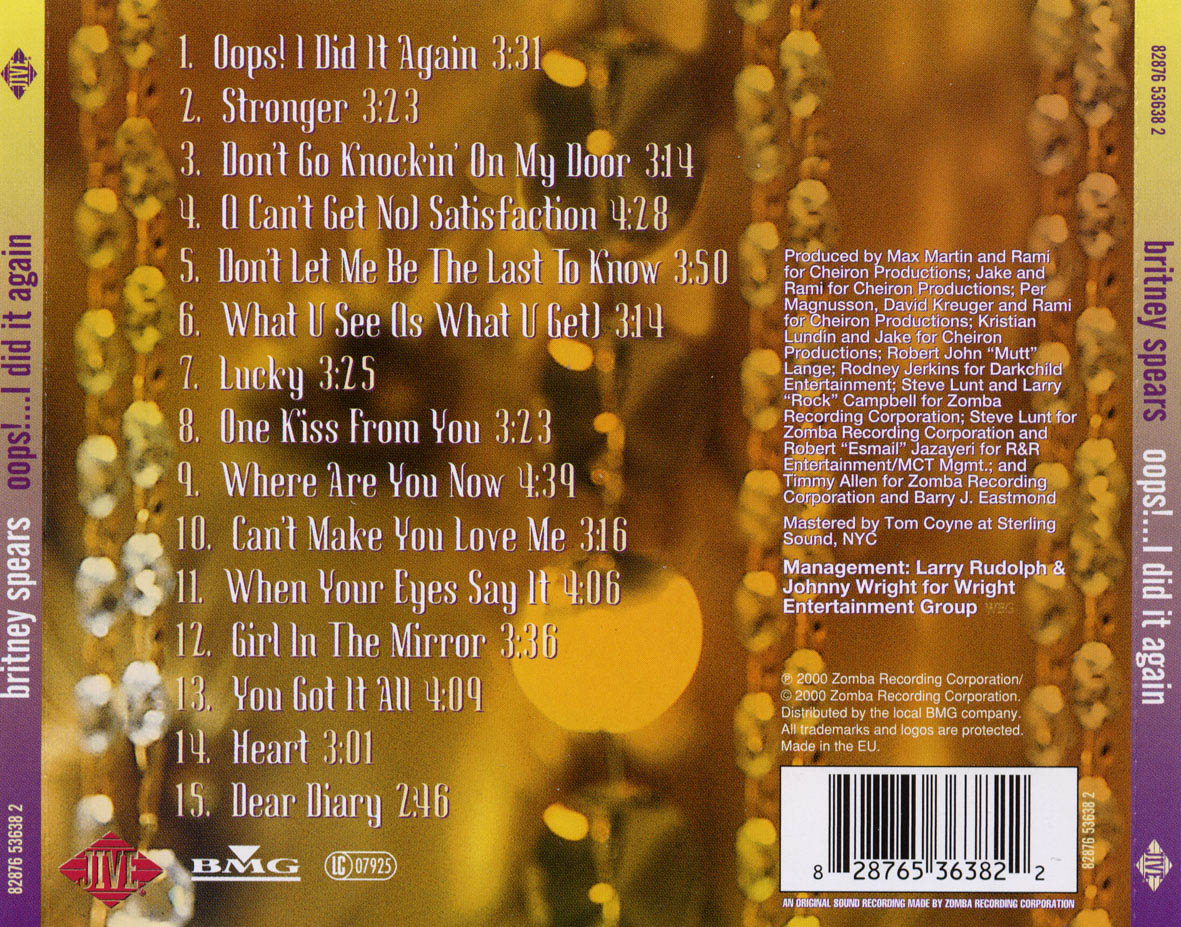 JIVE
britney spears oops!...I did it again
82876 53638 2
1. Oops! I Did It Again 3:31
2. Stronger 3:23
3. Don't Go Knockin' On My Door 3:14
4. (I Can't Get No) Satisfaction 4:28
5. Don't Let Me Be The Last To Know 3:50
6. What U See (Is What U Get) 3:14
7. Lucky 3:25
8. One Kiss From You 3:23
9. Where Are You Now 4:39
10. Can't Make You Love Me 3:16
11. When Your Eyes Say It 4:06
12. Girl In The Mirror 3:36
13. You Got It All 4:09
14. Heart 3:01
15. Dear Diary 2:46
JIVE
BMG
LC 07925
Produced by Max Martin and Rami
for Cheiron Productions; Jake and
Rami for Cheiron Productions; Per
Magnusson, David Kreuger and Rami
for Cheiron Productions; Kristian
Lundin and Jake for Cheiron
Productions; Robert John “Mutt”
Lange; Rodney Jerkins for Darkchild
Entertainment; Steve Lunt and Larry
“Rock” Campbell for Zomba
Recording Corporation; Steve Lunt for
Zomba Recording Corporation and
Robert “Esmail” Jazayeri for R&R
Entertainment/MCT Mgmt.; and
Timmy Allen for Zomba Recording
Corporation and Barry J. Eastmond
Mastered by Tom Coyne at Sterling
Sound, NYC
Management: Larry Rudolph &
Johnny Wright for Wright
Entertainment Group WEG
℗ 2000 Zomba Recording Corporation/
© 2000 Zomba Recording Corporation.
Distributed by the local BMG company.
All trademarks and logos are protected.
Made in the EU.
8 28765 36382 2
82876 53638 2
AN ORIGINAL SOUND RECORDING MADE BY ZOMBA RECORDING CORPORATION
82876 53638 2
britney spears oops!...I did it again
JIVE